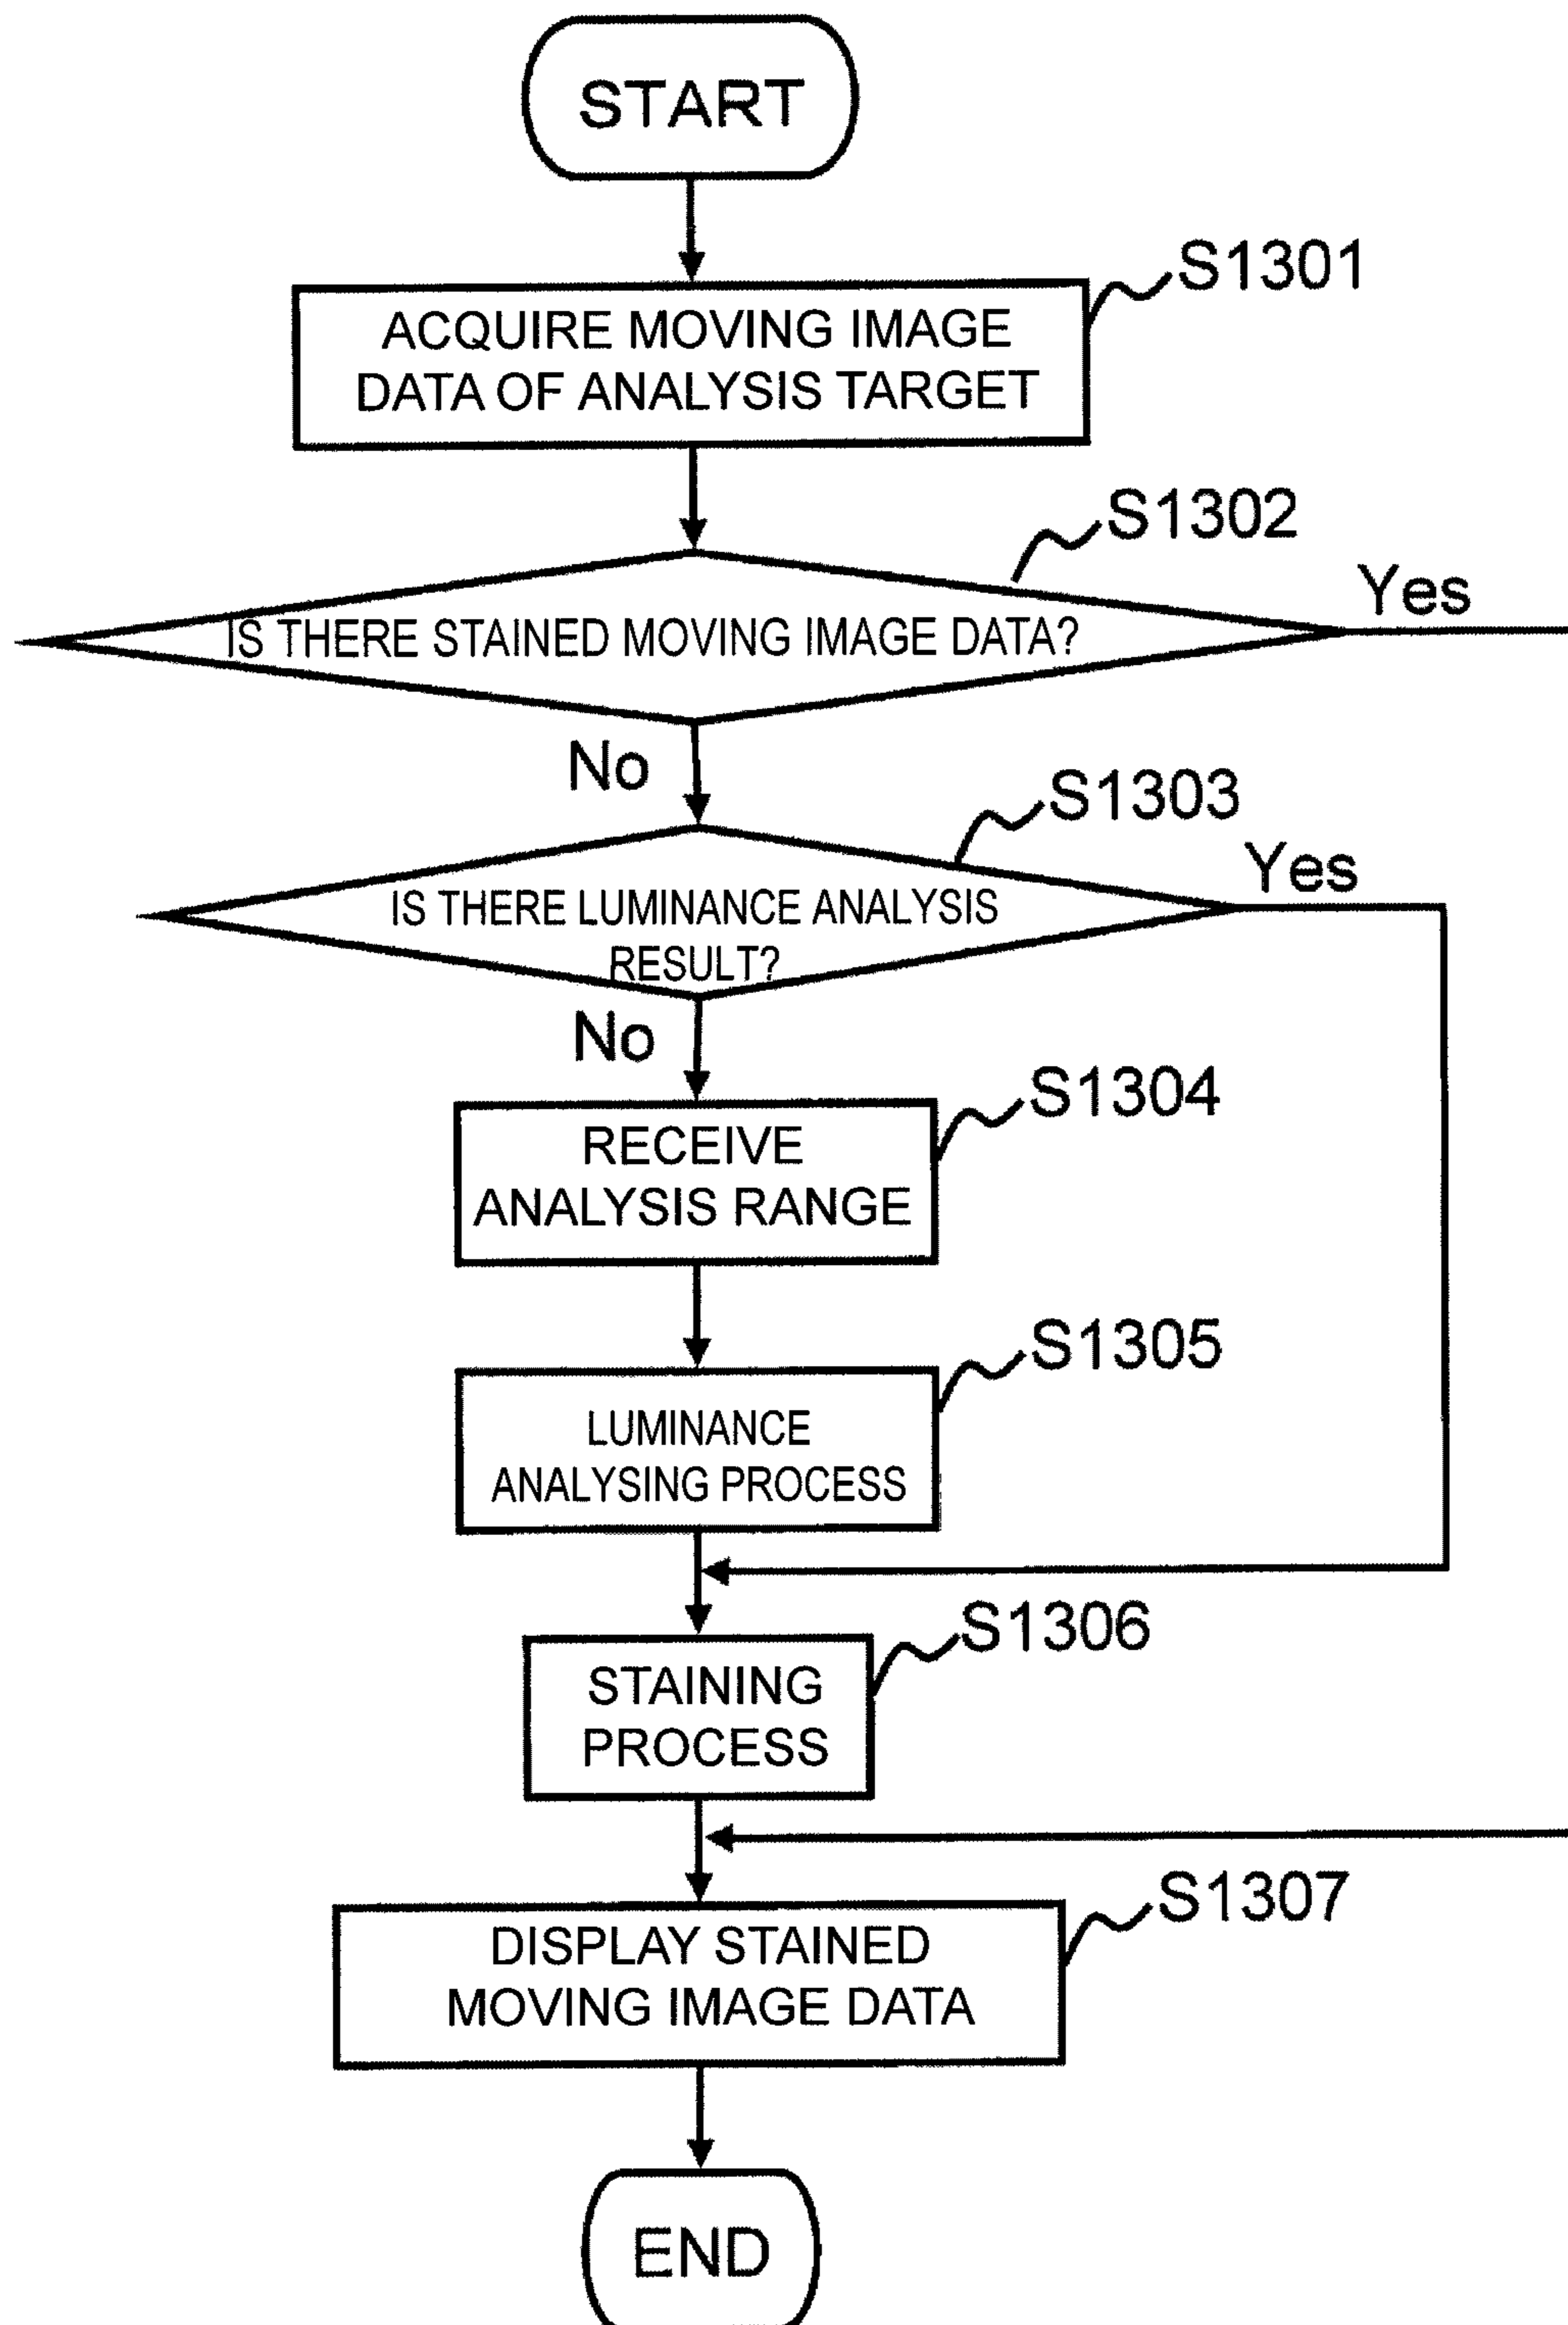 START
S1301
ACQUIRE MOVING IMAGE
DATA OF ANALYSIS TARGET
S1302
Yes
IS THERE STAINED MOVING IMAGE DATA?
No
S1303
Yes
IS THERE LUMINANCE ANALYSIS
RESULT?
No
S1304
RECEIVE
ANALYSIS RANGE
S1305
LUMINANCE
ANALYSING PROCESS
S1306
STAINING
PROCESS
S1307
DISPLAY STAINED
MOVING IMAGE DATA
END